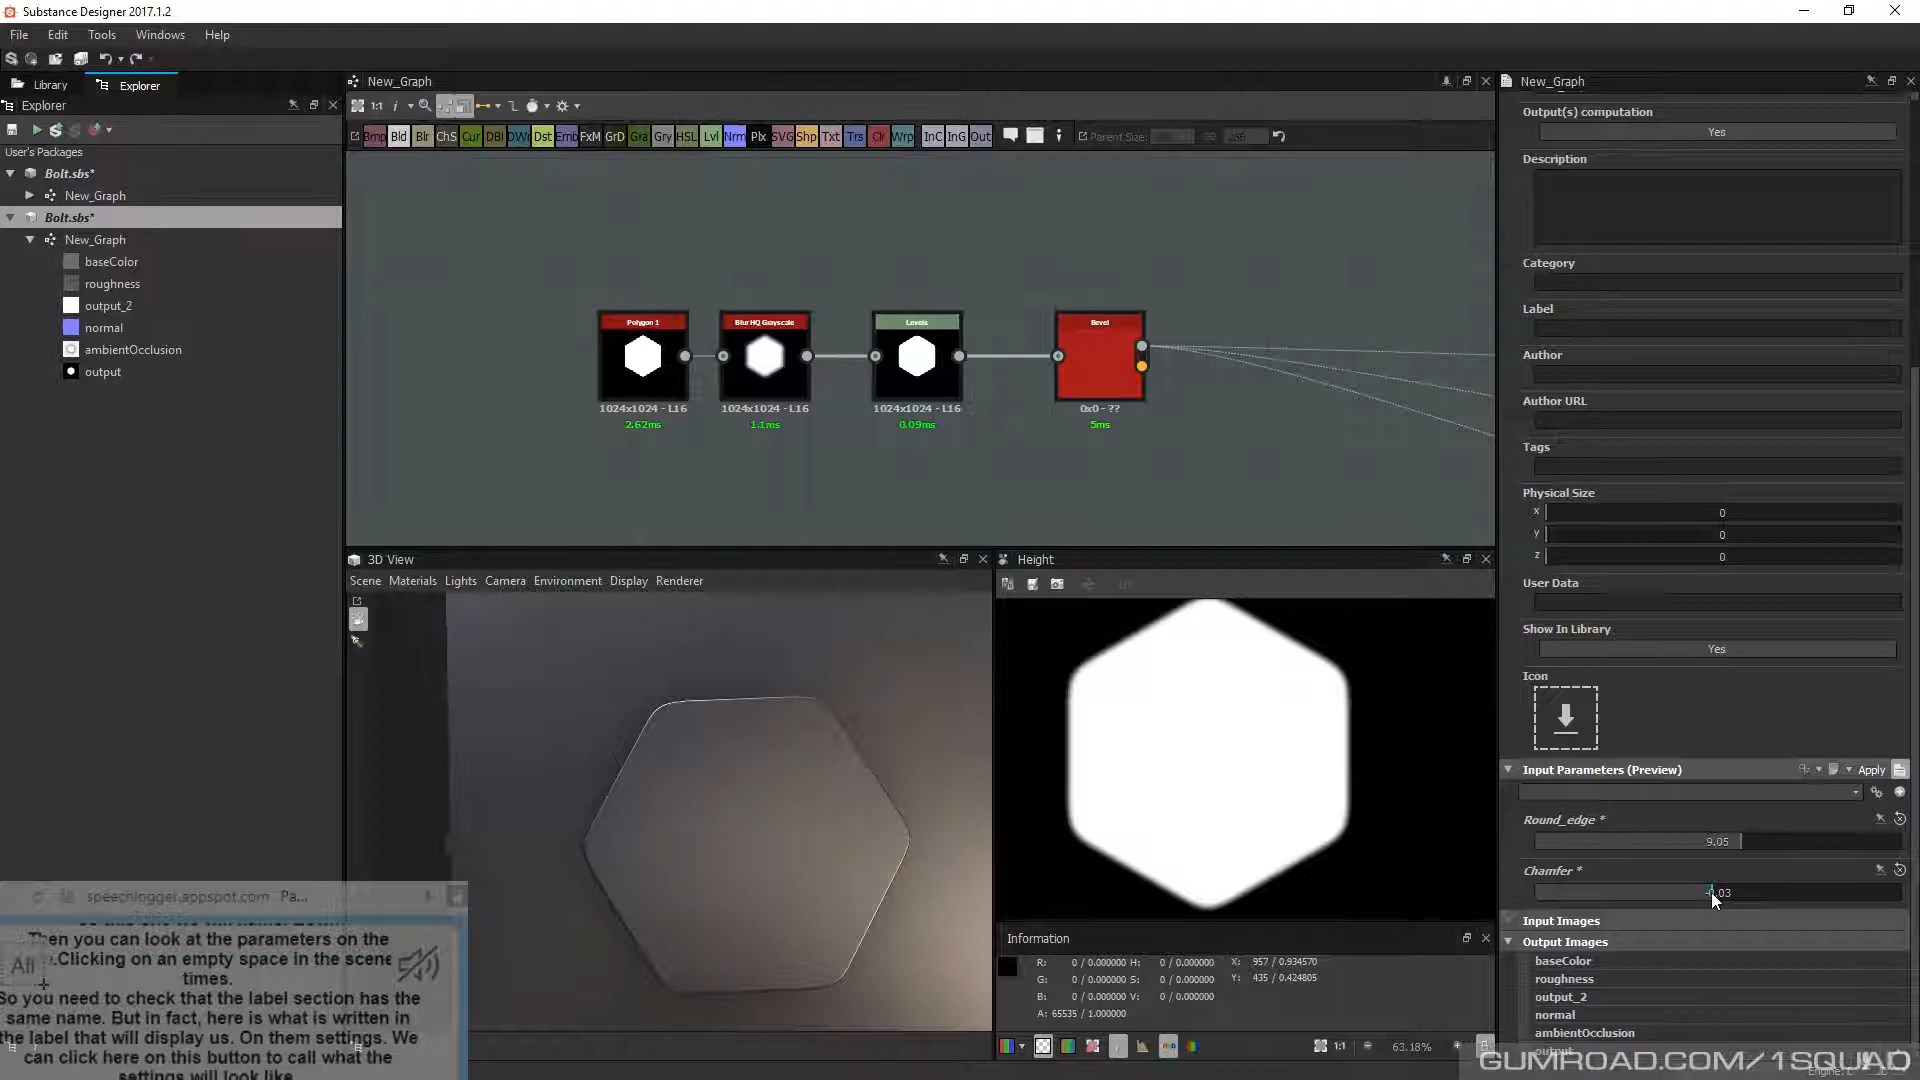 Substance Designer 2017.1.2
File Edit Tools Windows Help
Library Explorer
Explorer
User's Packages
Bolt.sbs*
New_Graph
Bolt.sbs*
New_Graph
baseColor
roughness
output_2
normal
ambientOcclusion
output
New_Graph
1:1
Bmp Bld Blr ChS Cur DBl DWr Dst Emb FxM GrD Gra Gry HSL Lvl Nrm Plx SVG Shp Txt Trs Clr Wrp InC InG Out
Parent Size: 256
Polygon 1
1024x1024 - L16
2.62ms
Blur HQ Grayscale
1024x1024 - L16
1.1ms
Levels
1024x1024 - L16
0.09ms
Bevel
0x0 - ??
5ms
3D View
Scene Materials Lights Camera Environment Display Renderer
Height
Information
R: 0 / 0.000000 H: 0 / 0.000000 X: 957 / 0.934570
G: 0 / 0.000000 S: 0 / 0.000000 Y: 435 / 0.424805
B: 0 / 0.000000 V: 0 / 0.000000
A: 65535 / 1.000000
1:1 63.18%
New_Graph
Output(s) computation
Yes
Description
Category
Label
Author
Author URL
Tags
Physical Size
x 0
y 0
z 0
User Data
Show In Library
Yes
Icon
Input Parameters (Preview) Apply
Round_edge *
9.05
Chamfer *
-0.03
Input Images
Output Images
baseColor
roughness
output_2
normal
ambientOcclusion
output
GUMROAD.COM/1SQUAD
speechlogger.appspot.com Pa...
Then you can look at the parameters on the
.Clicking on an empty space in the scene
All
times.
So you need to check that the label section has the
same name. But in fact, here is what is written in
the label that will display us. On them settings. We
can click here on this button to call what the
settings will look like